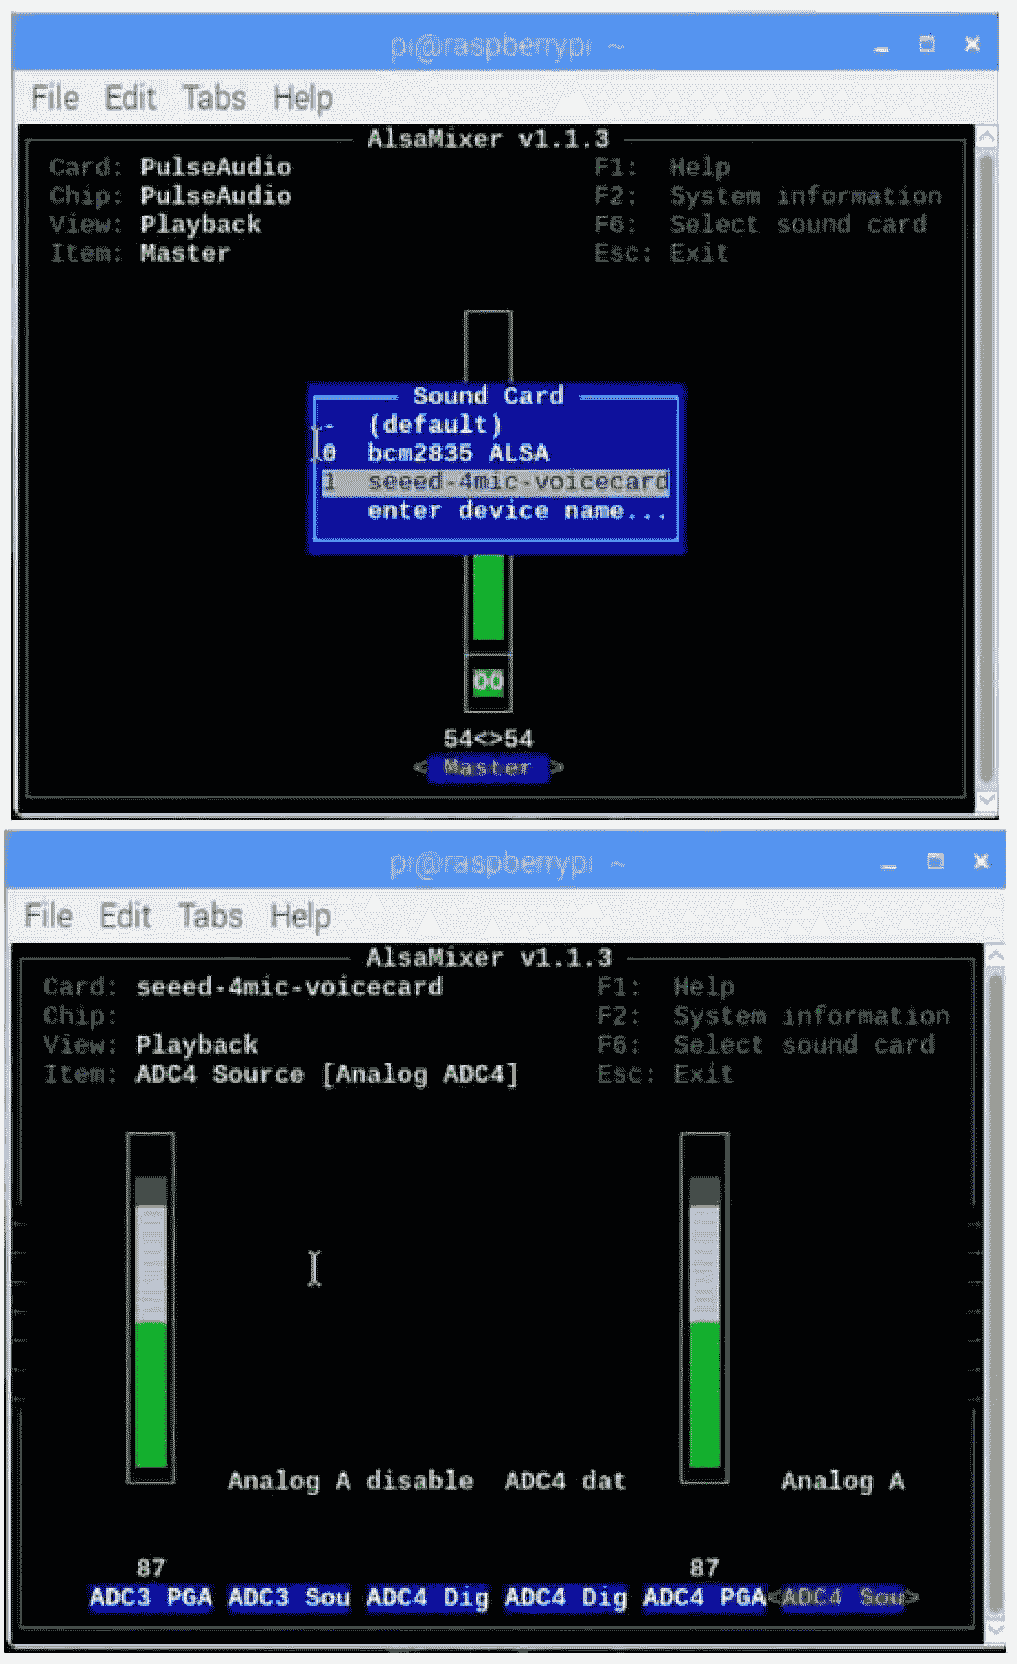 pi@raspberrypi: ~
File Edit Tabs Help
AlsaMixer v1.1.3
Card: PulseAudio F1: Help
Chip: PulseAudio F2: System information
View: Playback F6: Select sound card
Item: Master Esc: Exit
Sound Card
- (default)
0 bcm2835 ALSA
1 seeed-4mic-voicecard
enter device name...
OO
54<>54
< Master >
pi@raspberrypi: ~
File Edit Tabs Help
AlsaMixer v1.1.3
Card: seeed-4mic-voicecard F1: Help
Chip: F2: System information
View: Playback F6: Select sound card
Item: ADC4 Source [Analog ADC4] Esc: Exit
Analog A disable ADC4 dat Analog A
87 87
ADC3 PGA ADC3 Sou ADC4 Dig ADC4 Dig ADC4 PGA <ADC4 Sou>